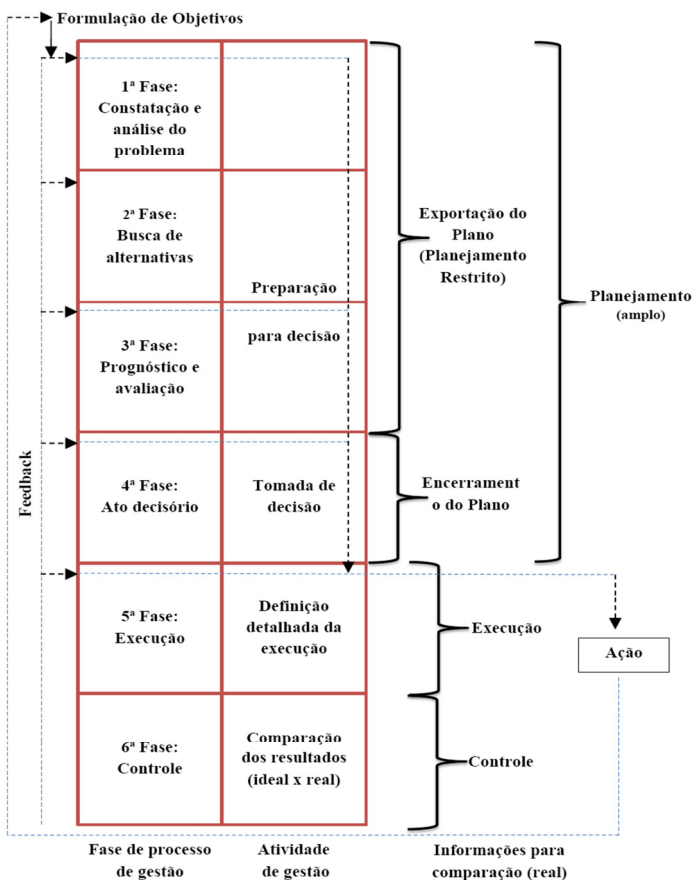 Formulação de Objetivos
1ª Fase:
Constatação e
análise do
problema
2ª Fase:
Busca de
alternativas
Preparação
Exportação do
Plano
(Planejamento
Restrito)
Planejamento
(amplo)
3ª Fase:
Prognóstico e
avaliação
para decisão
Feedback
4ª Fase:
Ato decisório
Tomada de
decisão
Encerrament
o do Plano
5ª Fase:
Execução
Definição
detalhada da
execução
Execução
Ação
6ª Fase:
Controle
Comparação
dos resultados
(ideal x real)
Controle
Fase de processo
de gestão
Atividade
de gestão
Informações para
comparação (real)